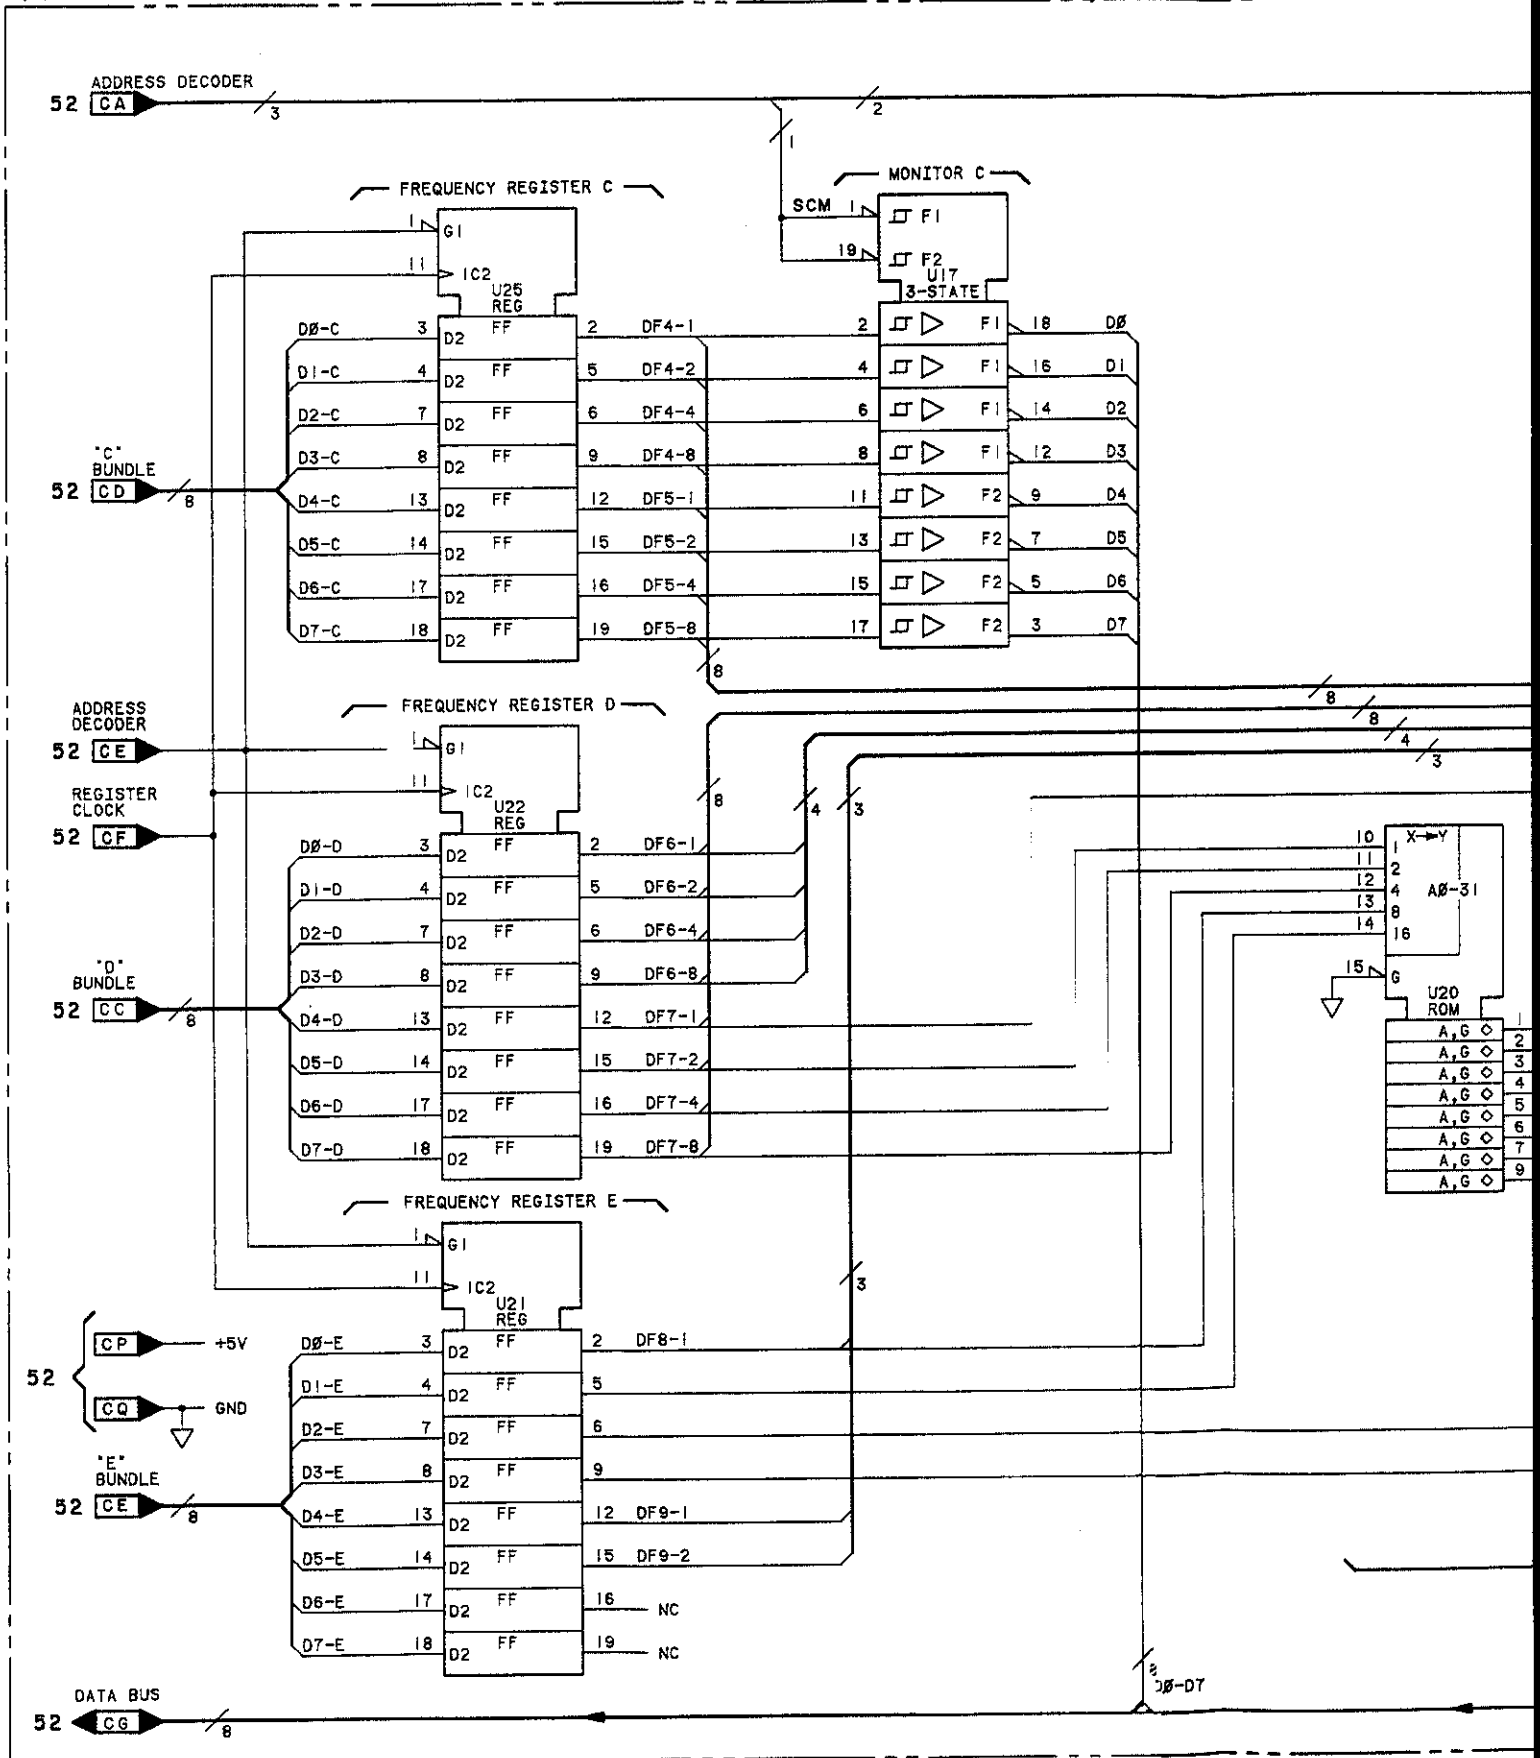 ADDRESS DECODER
52 CA 3 2
1
FREQUENCY REGISTER C
MONITOR C
1 G1
11 1C2
U25
REG
SCM 1 F1
19 F2
U17
3-STATE
DØ-C 3 D2 FF 2 DF4-1 2 F1 18 DØ
D1-C 4 D2 FF 5 DF4-2 4 F1 16 D1
D2-C 7 D2 FF 6 DF4-4 6 F1 14 D2
D3-C 8 D2 FF 9 DF4-8 8 F1 12 D3
D4-C 13 D2 FF 12 DF5-1 11 F2 9 D4
D5-C 14 D2 FF 15 DF5-2 13 F2 7 D5
D6-C 17 D2 FF 16 DF5-4 15 F2 5 D6
D7-C 18 D2 FF 19 DF5-8 17 F2 3 D7
"C"
BUNDLE
52 CD 8
8
8
8
4
3
ADDRESS
DECODER
52 CE
REGISTER
CLOCK
52 CF
FREQUENCY REGISTER D
1 G1
11 1C2
U22
REG
8 4 3
DØ-D 3 D2 FF 2 DF6-1
D1-D 4 D2 FF 5 DF6-2
D2-D 7 D2 FF 6 DF6-4
D3-D 8 D2 FF 9 DF6-8
D4-D 13 D2 FF 12 DF7-1
D5-D 14 D2 FF 15 DF7-2
D6-D 17 D2 FF 16 DF7-4
D7-D 18 D2 FF 19 DF7-8
"D"
BUNDLE
52 CC 8
X→Y
10 1
11 2
12 4 AØ-31
13 8
14 16
15 G
U20
ROM
A,G ◇ 1
A,G ◇ 2
A,G ◇ 3
A,G ◇ 4
A,G ◇ 5
A,G ◇ 6
A,G ◇ 7
A,G ◇ 9
FREQUENCY REGISTER E
1 G1
11 1C2
U21
REG
3
52
CP +5V
CQ GND
DØ-E 3 D2 FF 2 DF8-1
D1-E 4 D2 FF 5
D2-E 7 D2 FF 6
D3-E 8 D2 FF 9
D4-E 13 D2 FF 12 DF9-1
D5-E 14 D2 FF 15 DF9-2
D6-E 17 D2 FF 16 NC
D7-E 18 D2 FF 19 NC
"E"
BUNDLE
52 CE 8
8
DØ-D7
DATA BUS
52 CG 8